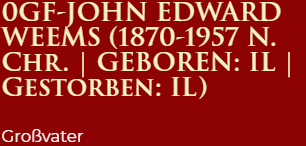 0GF-JOHN EDWARD
WEEMS (1870-1957 N.
CHR. | GEBOREN: IL |
GESTORBEN: IL)
Großvater